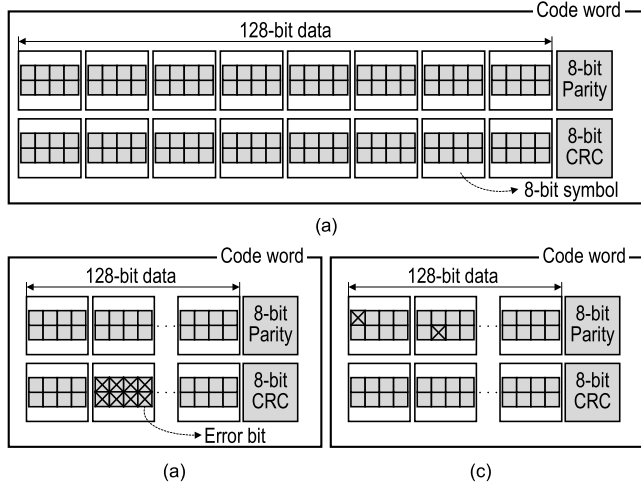 Code word
128-bit data
8-bit
Parity
8-bit
CRC
8-bit symbol
(a)
Code word
128-bit data
8-bit
Parity
8-bit
CRC
Error bit
(a)
Code word
128-bit data
8-bit
Parity
8-bit
CRC
(c)